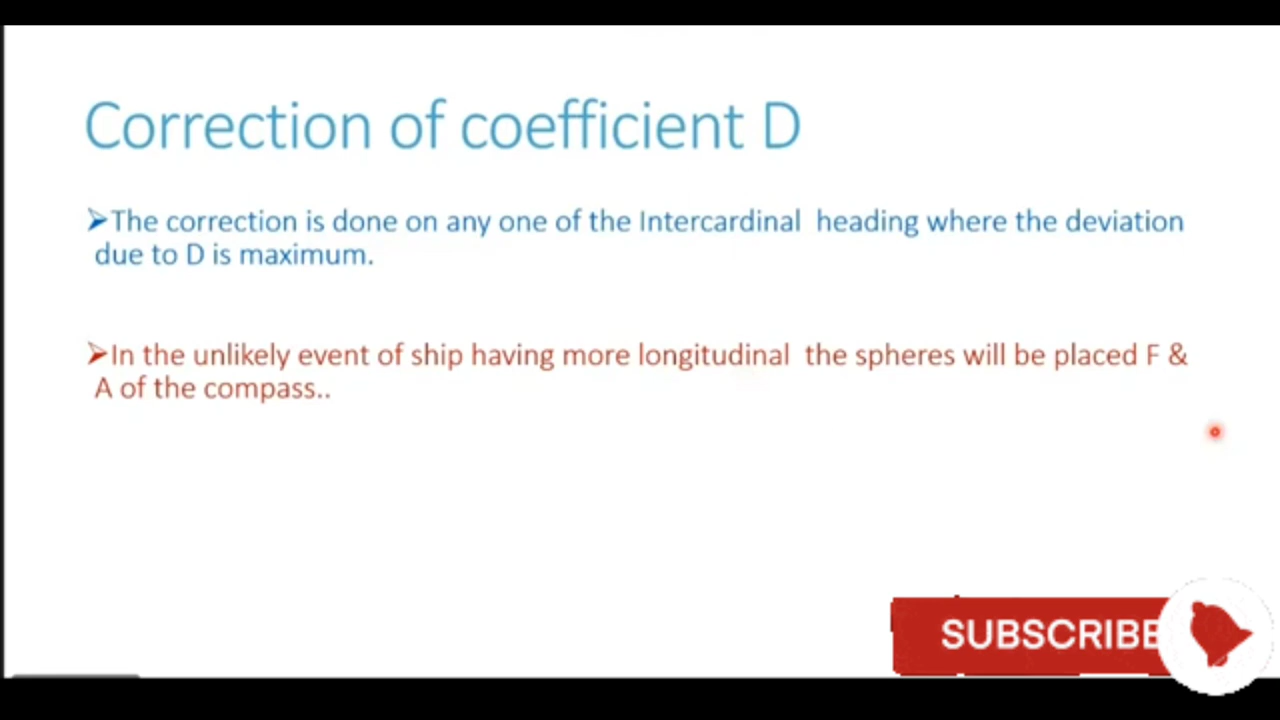 Correction of coefficient D
➤The correction is done on any one of the Intercardinal heading where the deviation
due to D is maximum.
➤In the unlikely event of ship having more longitudinal the spheres will be placed F &
A of the compass..
SUBSCRIBE